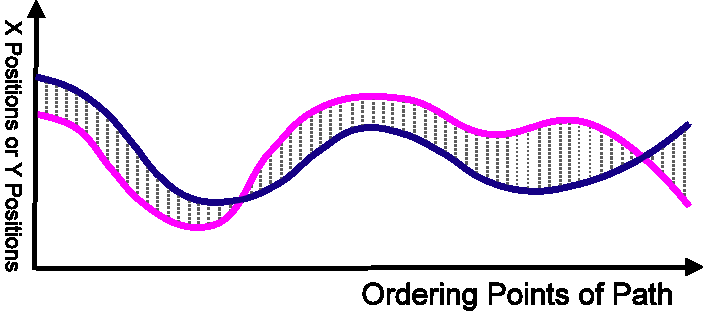 X Positions or Y Positions
Ordering Points of Path